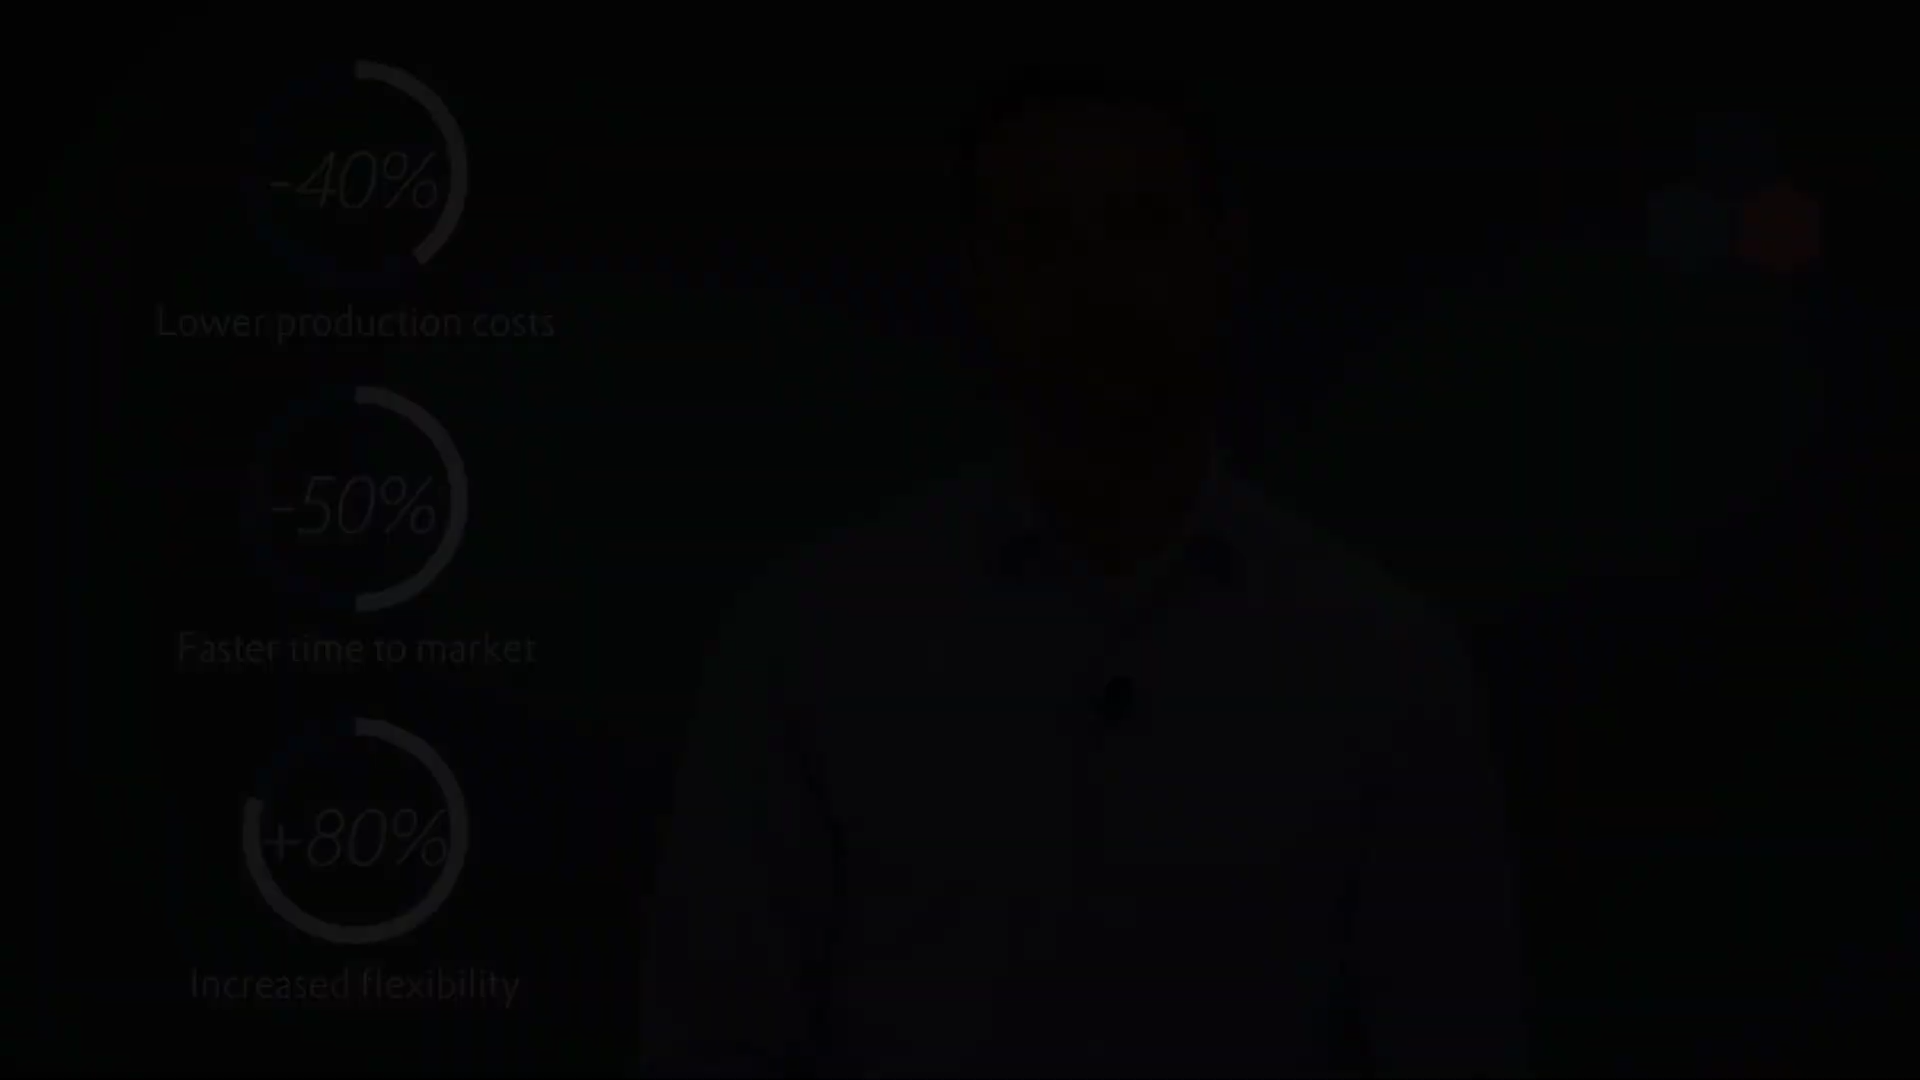 -40%
Lower production costs
-50%
Faster time to market
+80%
Increased flexibility